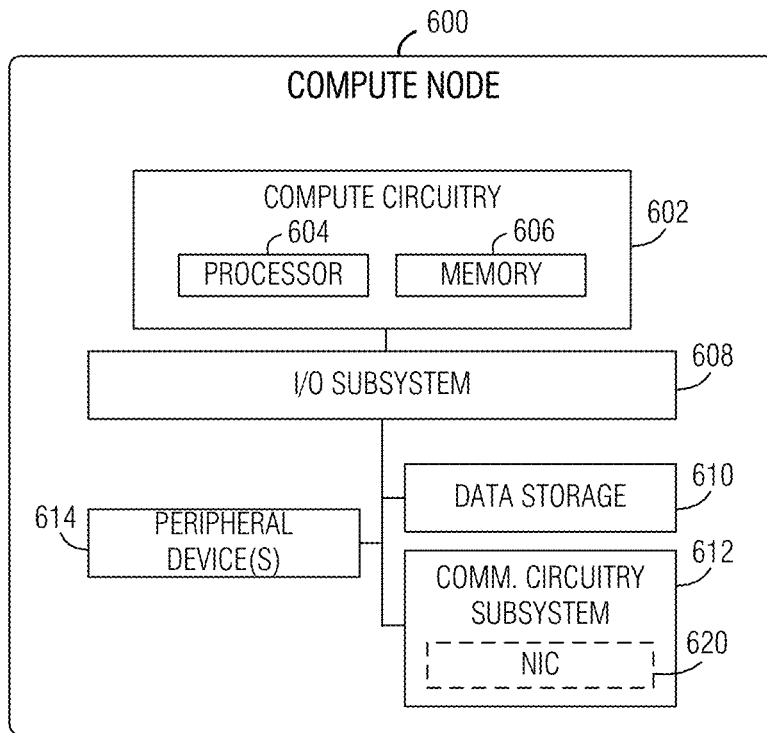 600
COMPUTE NODE
COMPUTE CIRCUITRY
602
604
606
PROCESSOR
MEMORY
I/O SUBSYSTEM
608
DATA STORAGE
610
614
PERIPHERAL
DEVICE(S)
COMM. CIRCUITRY
SUBSYSTEM
612
NIC
620